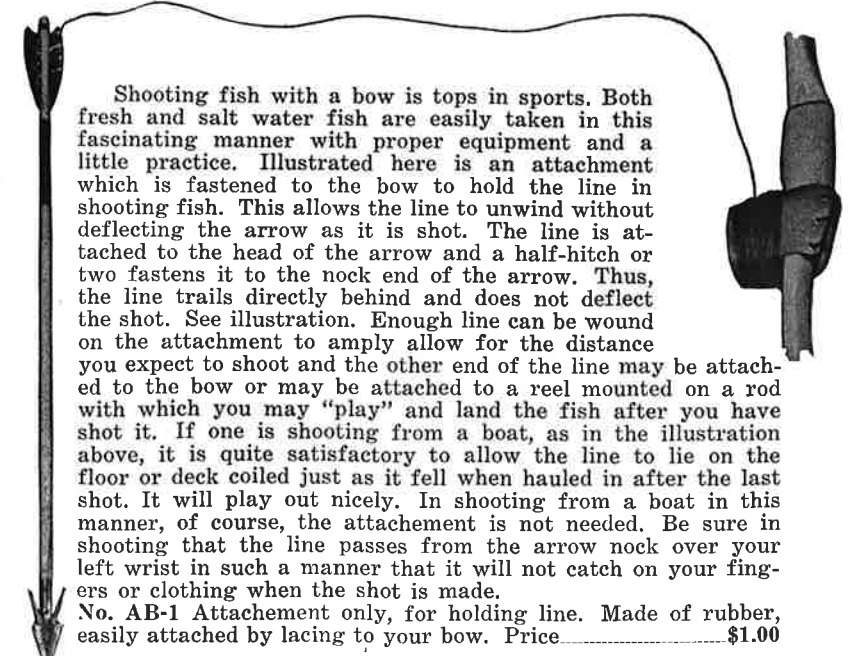 Shooting fish with a bow is tops in sports. Both
fresh and salt water fish are easily taken in this
fascinating manner with proper equipment and a
little practice. Illustrated here is an attachment
which is fastened to the bow to hold the line in
shooting fish. This allows the line to unwind without
deflecting the arrow as it is shot. The line is at-
tached to the head of the arrow and a half-hitch or
two fastens it to the nock end of the arrow. Thus,
the line trails directly behind and does not deflect
the shot. See illustration. Enough line can be wound
on the attachment to amply allow for the distance
you expect to shoot and the other end of the line may be attach-
ed to the bow or may be attached to a reel mounted on a rod
with which you may “play” and land the fish after you have
shot it. If one is shooting from a boat, as in the illustration
above, it is quite satisfactory to allow the line to lie on the
floor or deck coiled just as it fell when hauled in after the last
shot. It will play out nicely. In shooting from a boat in this
manner, of course, the attachement is not needed. Be sure in
shooting that the line passes from the arrow nock over your
left wrist in such a manner that it will not catch on your fing-
ers or clothing when the shot is made.
No. AB-1 Attachement only, for holding line. Made of rubber,
easily attached by lacing to your bow. Price..............................$1.00